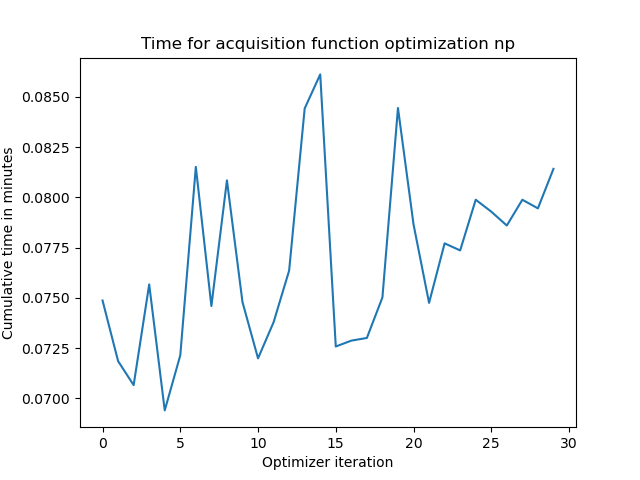 Time for acquisition function optimization np
Cumulative time in minutes
0.0850
0.0825
0.0800
0.0775
0.0750
0.0725
0.0700
0 5 10 15 20 25 30
Optimizer iteration